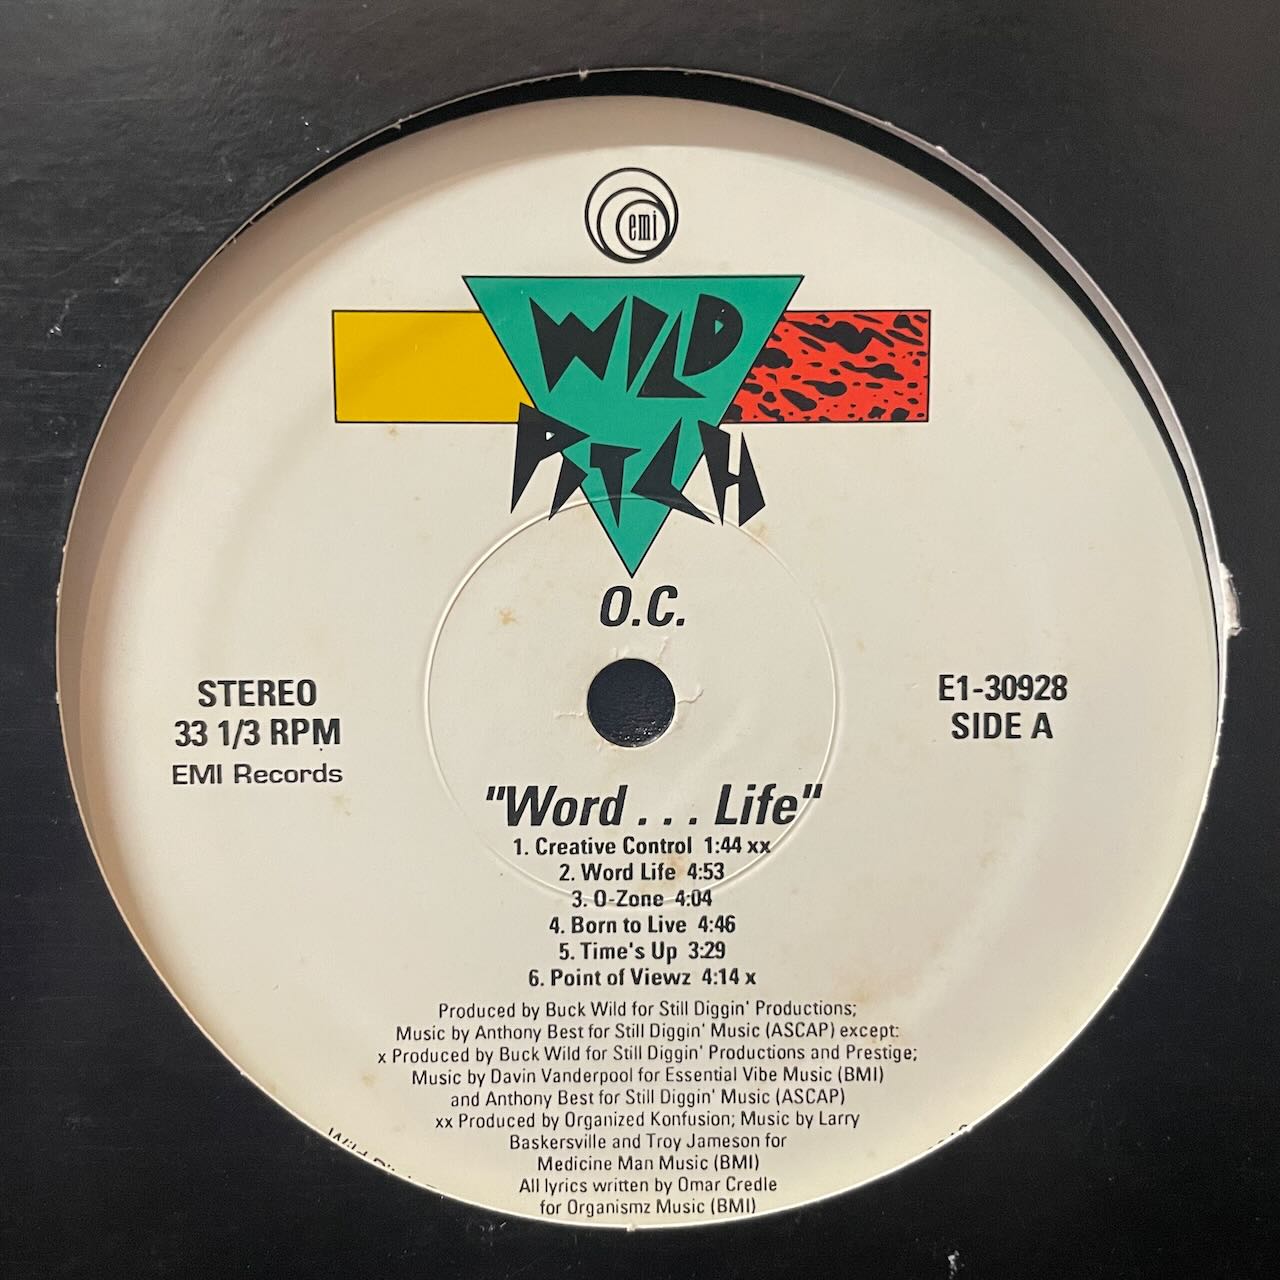 emi
WILD
PITCH
O.C.
STEREO
33 1/3 RPM
EMI Records
E1-30928
SIDE A
"Word . . . Life"
1. Creative Control 1:44 xx
2. Word Life 4:53
3. O-Zone 4:04
4. Born to Live 4:46
5. Time's Up 3:29
6. Point of Viewz 4:14 x
Produced by Buck Wild for Still Diggin' Productions;
Music by Anthony Best for Still Diggin' Music (ASCAP) except:
x Produced by Buck Wild for Still Diggin' Productions and Prestige;
Music by Davin Vanderpool for Essential Vibe Music (BMI)
and Anthony Best for Still Diggin' Music (ASCAP)
xx Produced by Organized Konfusion; Music by Larry
Baskersville and Troy Jameson for
Medicine Man Music (BMI)
All lyrics written by Omar Credle
for Organismz Music (BMI)